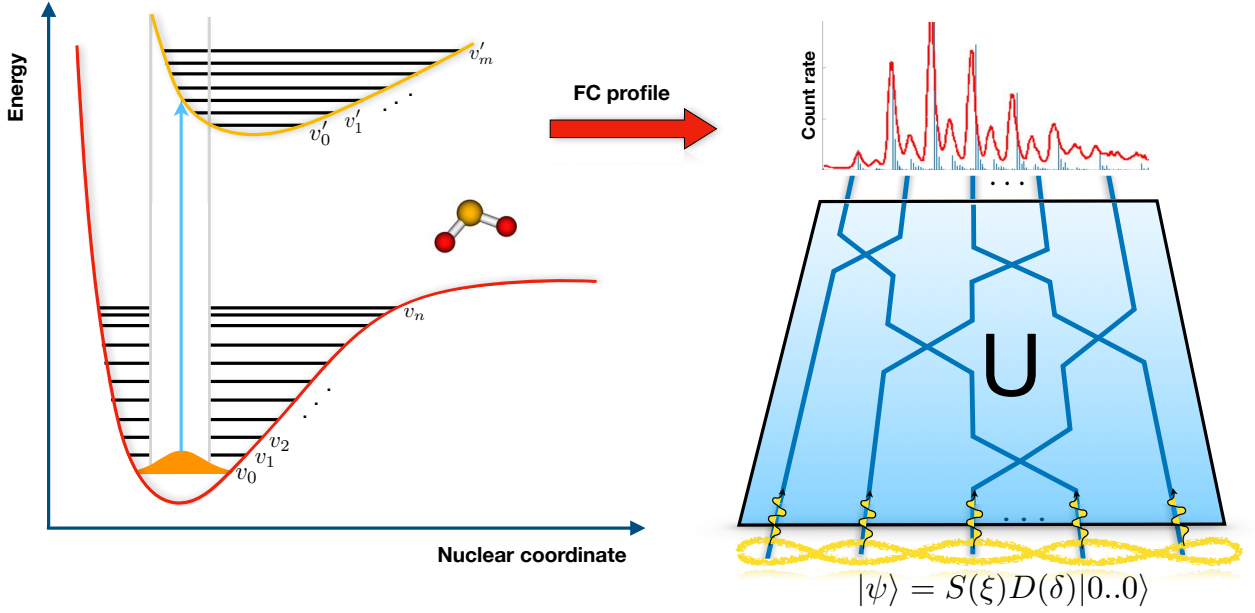 Energy
v′ₘ
v′₁
v′₀
. . .
vₙ
. . .
v₂
v₁
v₀
Nuclear coordinate
FC profile
Count rate
. . .
U
. . .
|ψ⟩ = S(ξ)D(δ)|0..0⟩